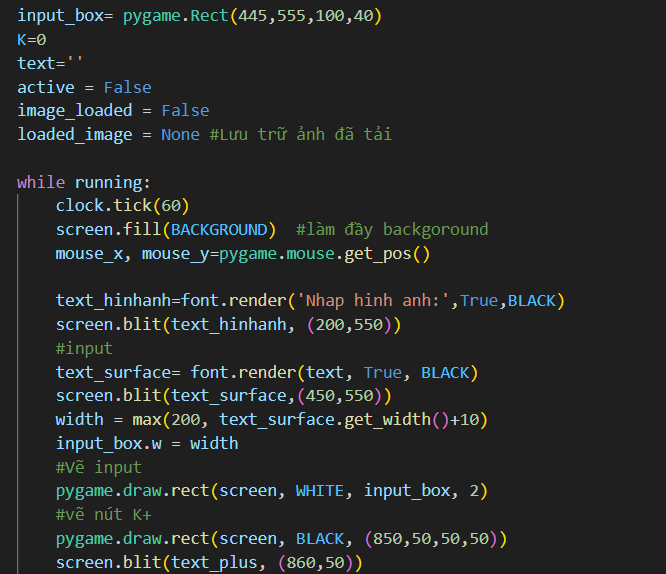 input_box= pygame.Rect(445,555,100,40)
K=0
text=''
active = False
image_loaded = False
loaded_image = None #Lưu trữ ảnh đã tải
while running:
clock.tick(60)
screen.fill(BACKGROUND)  #làm đầy backgoround
mouse_x, mouse_y=pygame.mouse.get_pos()
text_hinhanh=font.render('Nhap hinh anh:',True,BLACK)
screen.blit(text_hinhanh, (200,550))
#input
text_surface= font.render(text, True, BLACK)
screen.blit(text_surface,(450,550))
width = max(200, text_surface.get_width()+10)
input_box.w = width
#Vẽ input
pygame.draw.rect(screen, WHITE, input_box, 2)
#vẽ nút K+
pygame.draw.rect(screen, BLACK, (850,50,50,50))
screen.blit(text_plus, (860,50))